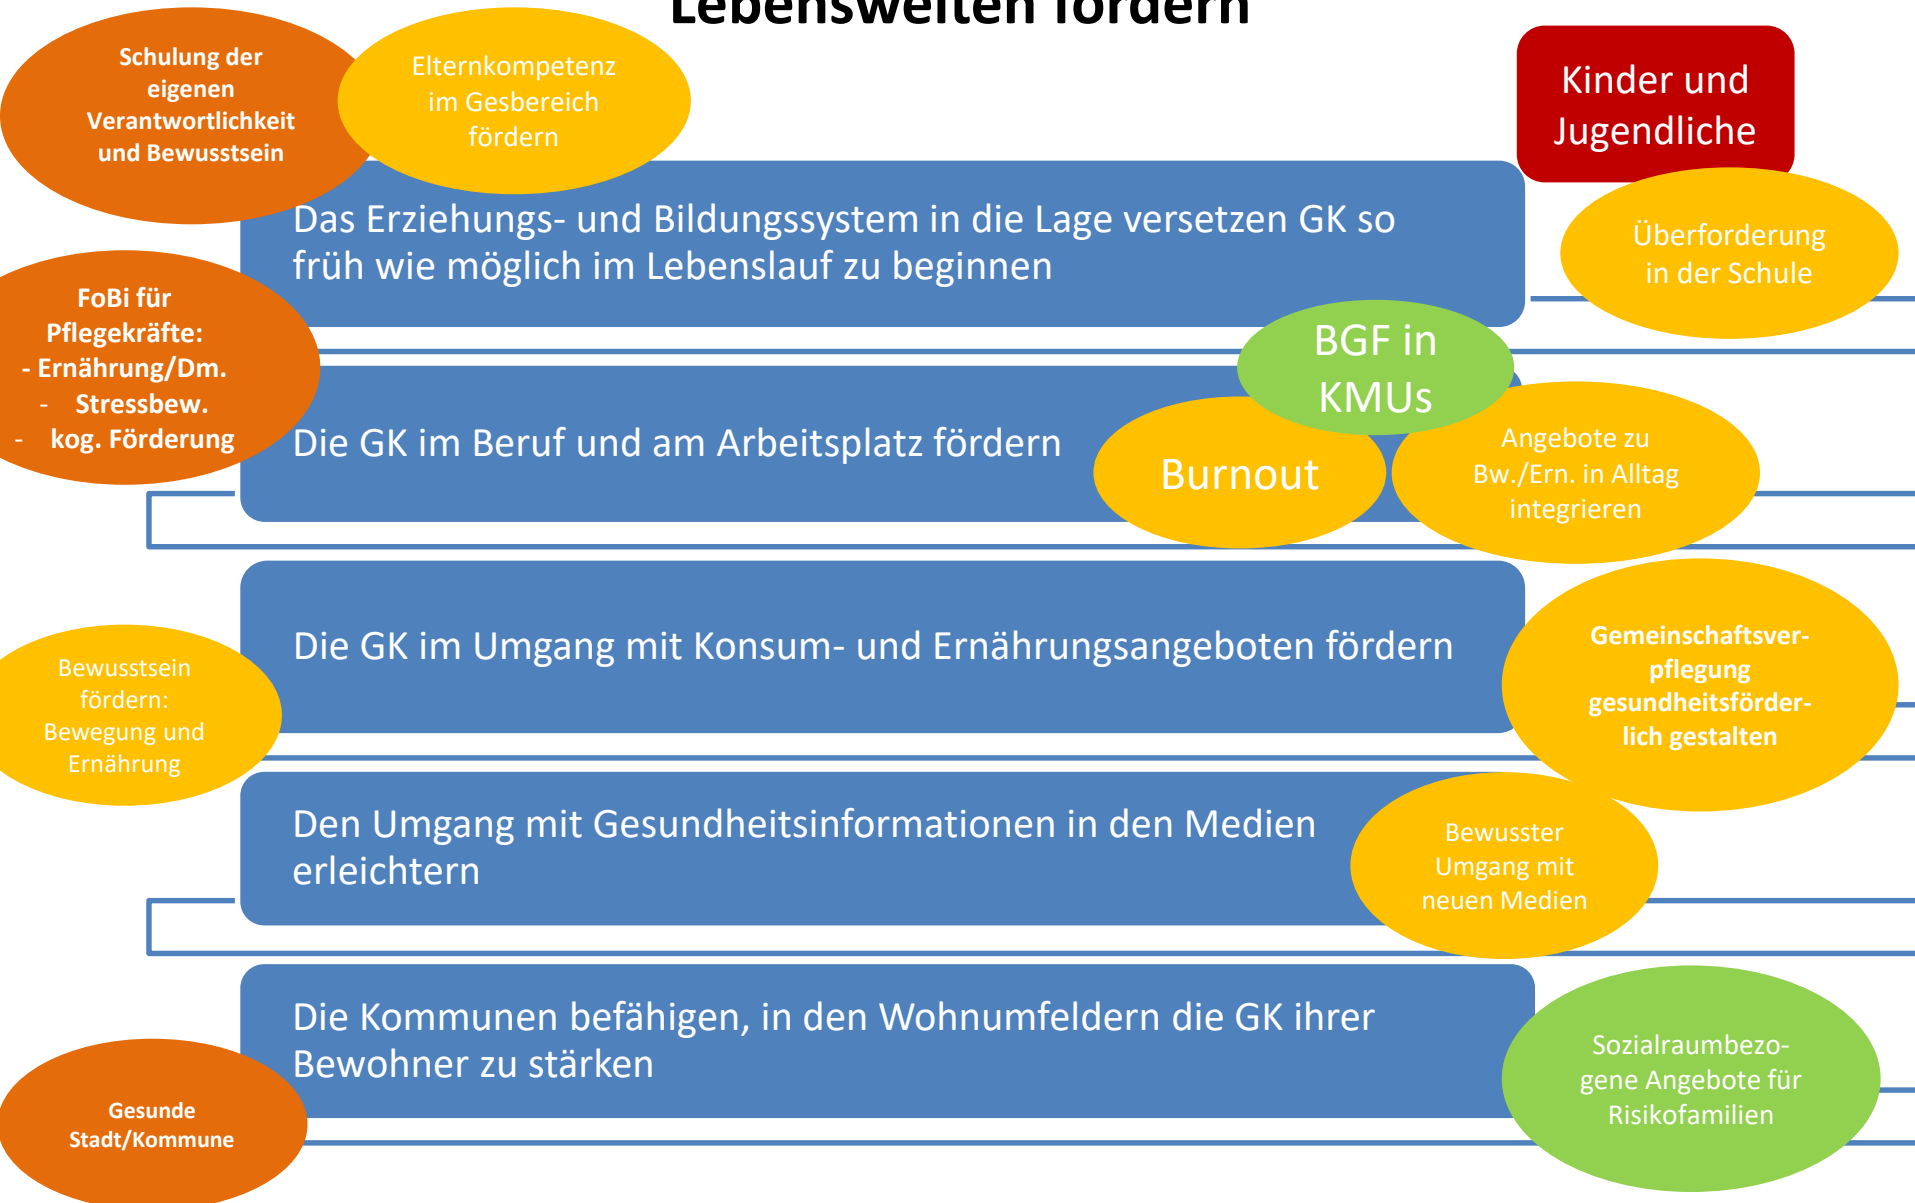 Lebenswelten fördern
Schulung der
eigenen
Verantwortlichkeit
und Bewusstsein
Elternkompetenz
im Gesbereich
fördern
Kinder und
Jugendliche
Das Erziehungs- und Bildungssystem in die Lage versetzen GK so
früh wie möglich im Lebenslauf zu beginnen
Überforderung
in der Schule
FoBi für
Pflegekräfte:
- Ernährung/Dm.
- Stressbew.
- kog. Förderung
BGF in
KMUs
Die GK im Beruf und am Arbeitsplatz fördern
Burnout
Angebote zu
Bw./Ern. in Alltag
integrieren
Die GK im Umgang mit Konsum- und Ernährungsangeboten fördern
Gemeinschaftsver-
pflegung
gesundheitsförder-
lich gestalten
Bewusstsein
fördern:
Bewegung und
Ernährung
Den Umgang mit Gesundheitsinformationen in den Medien
erleichtern
Bewusster
Umgang mit
neuen Medien
Die Kommunen befähigen, in den Wohnumfeldern die GK ihrer
Bewohner zu stärken
Sozialraumbezo-
gene Angebote für
Risikofamilien
Gesunde
Stadt/Kommune